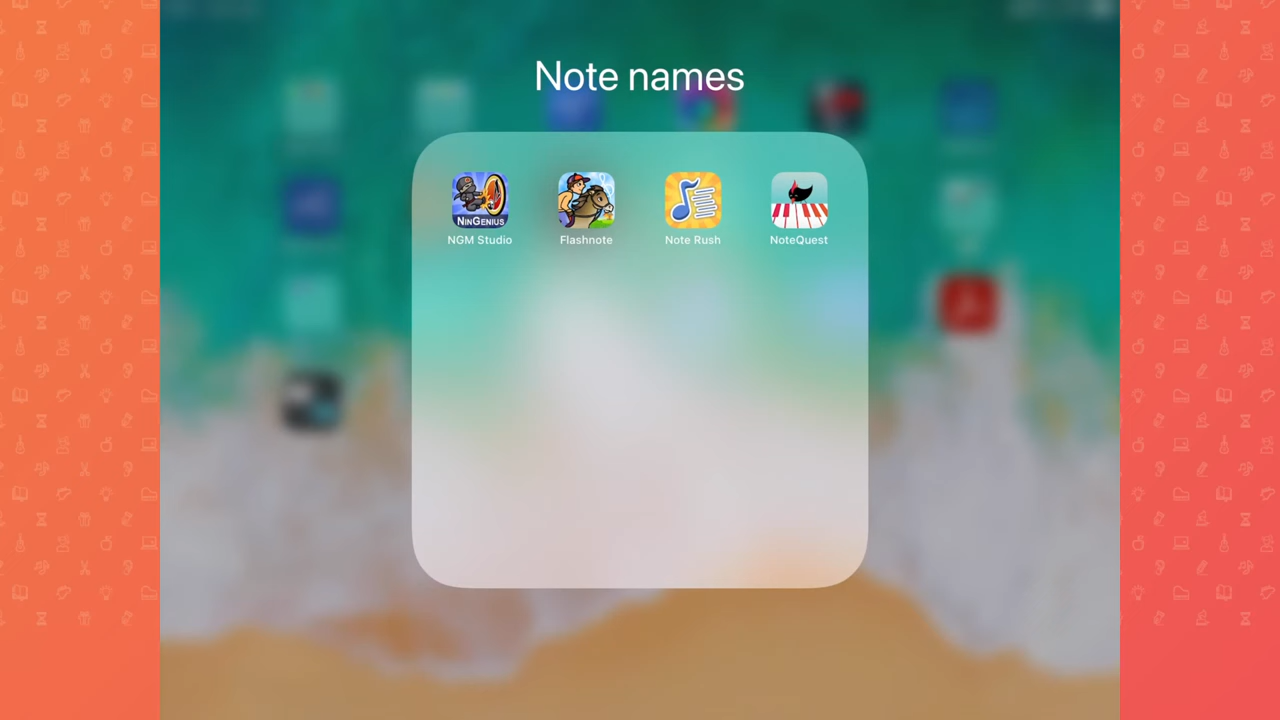 Note names
NINGENIUS
NGM Studio
Flashnote
Note Rush
NoteQuest